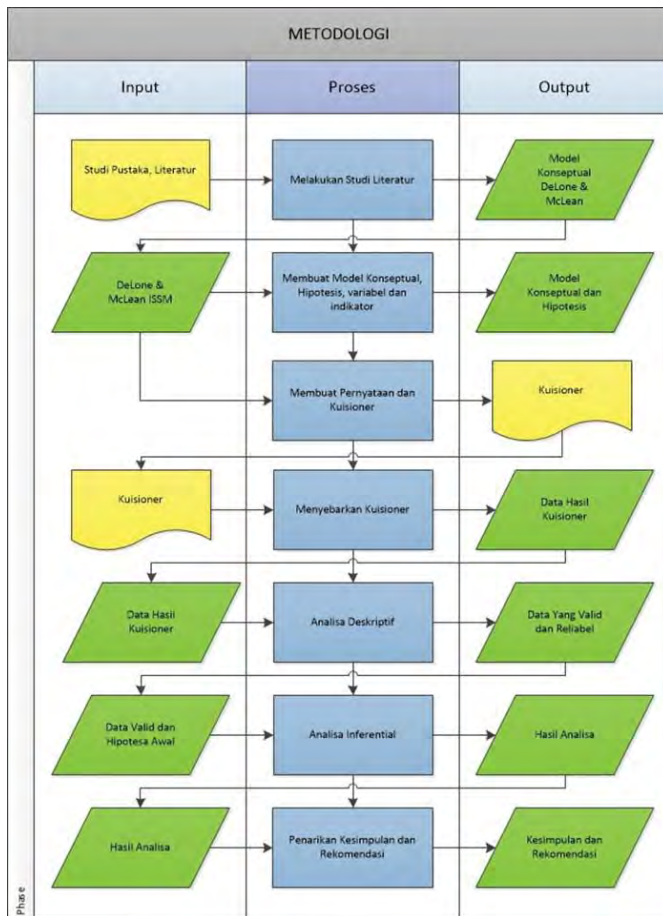 METODOLOGI
Input
Proses
Output
Studi Pustaka, Literatur
Melakukan Studi Literatur
Model
Konseptual
DeLone &
McLean
DeLone &
McLean ISSM
Membuat Model Konseptual,
Hipotesis, variabel dan
indikator
Model
Konseptual dan
Hipotesis
Membuat Pernyataan dan
Kuisioner
Kuisioner
Kuisioner
Menyebarkan Kuisioner
Data Hasil
Kuisioner
Data Hasil
Kuisioner
Analisa Deskriptif
Data Yang Valid
dan Reliabel
Data Valid dan
Hipotesa Awal
Analisa Inferential
Hasil Analisa
Hasil Analisa
Penarikan Kesimpulan dan
Rekomendasi
Kesimpulan dan
Rekomendasi
Phase